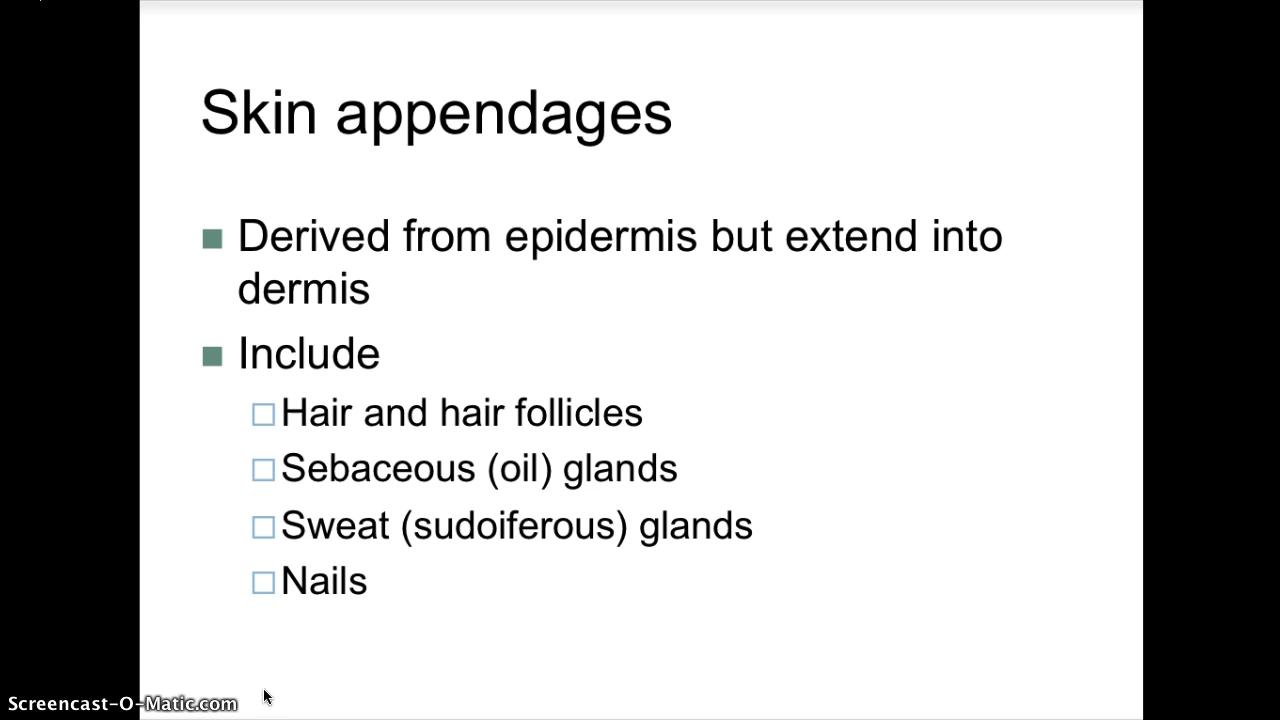 Skin appendages
Derived from epidermis but extend into
dermis
Include
Hair and hair follicles
Sebaceous (oil) glands
Sweat (sudoiferous) glands
Nails
Screencast-O-Matic.com